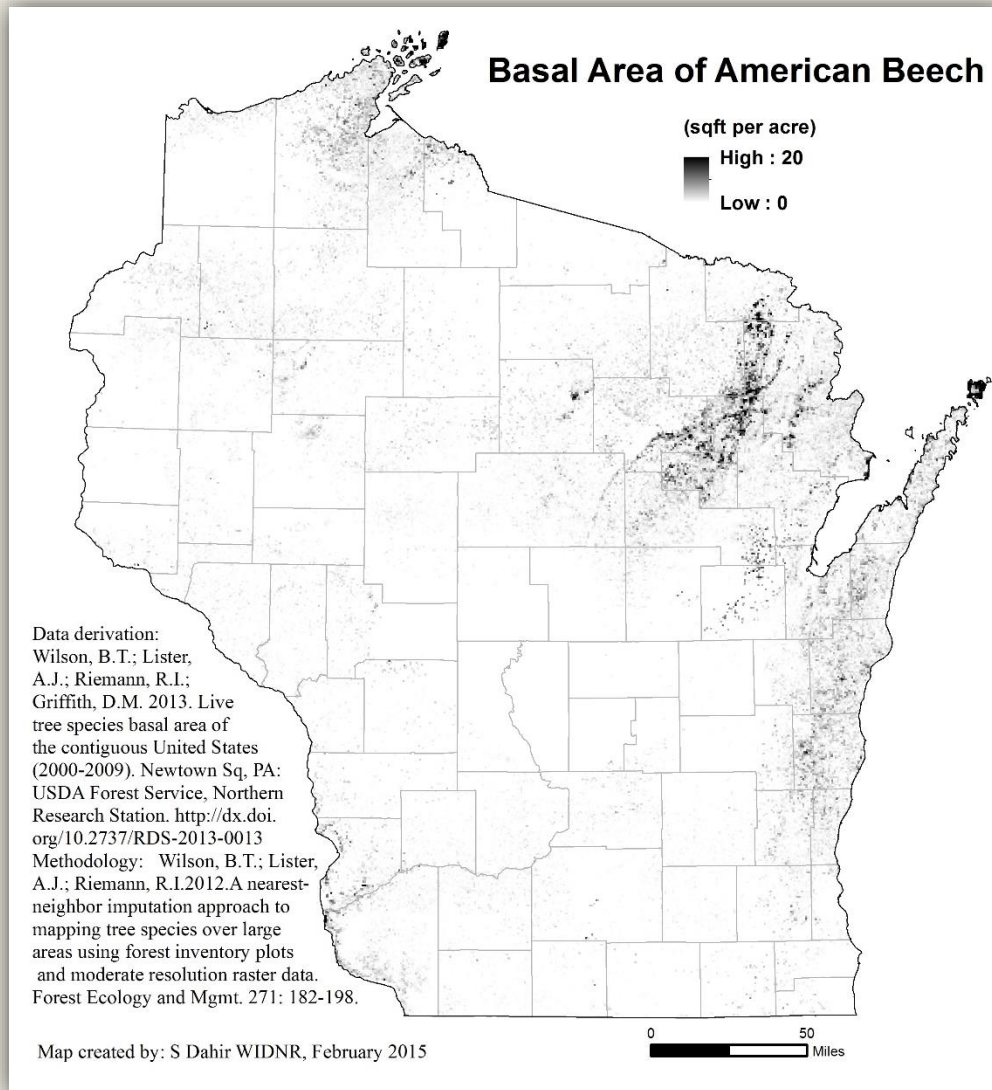 Basal Area of American Beech
(sqft per acre)
High : 20
Low : 0
Data derivation:
Wilson, B.T.; Lister,
A.J.; Riemann, R.I.;
Griffith, D.M. 2013. Live
tree species basal area of
the contiguous United States
(2000-2009). Newtown Sq, PA:
USDA Forest Service, Northern
Research Station. http://dx.doi.
org/10.2737/RDS-2013-0013
Methodology: Wilson, B.T.; Lister,
A.J.; Riemann, R.I.2012.A nearest-
neighbor imputation approach to
mapping tree species over large
areas using forest inventory plots
and moderate resolution raster data.
Forest Ecology and Mgmt. 271: 182-198.
Map created by: S Dahir WIDNR, February 2015
0 50
Miles